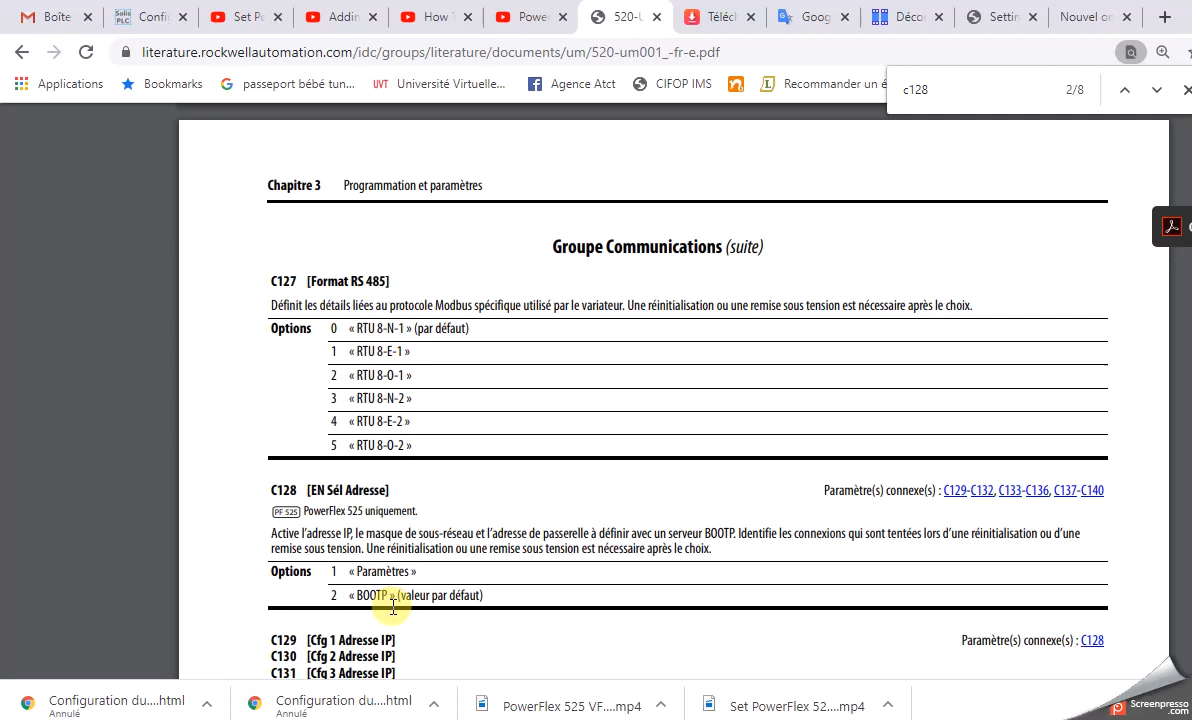 Boîte
Config
Set Po
Addin
How T
Power
520-U
Téléch
Goog
Décor
Settin
Nouvel on
literature.rockwellautomation.com/idc/groups/literature/documents/um/520-um001_-fr-e.pdf
Applications
Bookmarks
passeport bébé tun...
UVT Université Virtuelle...
Agence Atct
CIFOP IMS
Recommander un é
c128
2/8
Chapitre 3 Programmation et paramètres
Groupe Communications (suite)
C127 [Format RS 485]
Définit les détails liées au protocole Modbus spécifique utilisé par le variateur. Une réinitialisation ou une remise sous tension est nécessaire après le choix.
Options 0 « RTU 8-N-1 » (par défaut)
1 « RTU 8-E-1 »
2 « RTU 8-O-1 »
3 « RTU 8-N-2 »
4 « RTU 8-E-2 »
5 « RTU 8-O-2 »
C128 [EN Sél Adresse] Paramètre(s) connexe(s) : C129-C132, C133-C136, C137-C140
PF 525 PowerFlex 525 uniquement.
Active l'adresse IP, le masque de sous-réseau et l'adresse de passerelle à définir avec un serveur BOOTP. Identifie les connexions qui sont tentées lors d'une réinitialisation ou d'une
remise sous tension. Une réinitialisation ou une remise sous tension est nécessaire après le choix.
Options 1 « Paramètres »
2 « BOOTP » (valeur par défaut)
C129 [Cfg 1 Adresse IP] Paramètre(s) connexe(s) : C128
C130 [Cfg 2 Adresse IP]
C131 [Cfg 3 Adresse IP]
Configuration du....html
Annulé
Configuration du....html
Annulé
PowerFlex 525 VF....mp4
Set PowerFlex 52....mp4
Screenpresso
.com